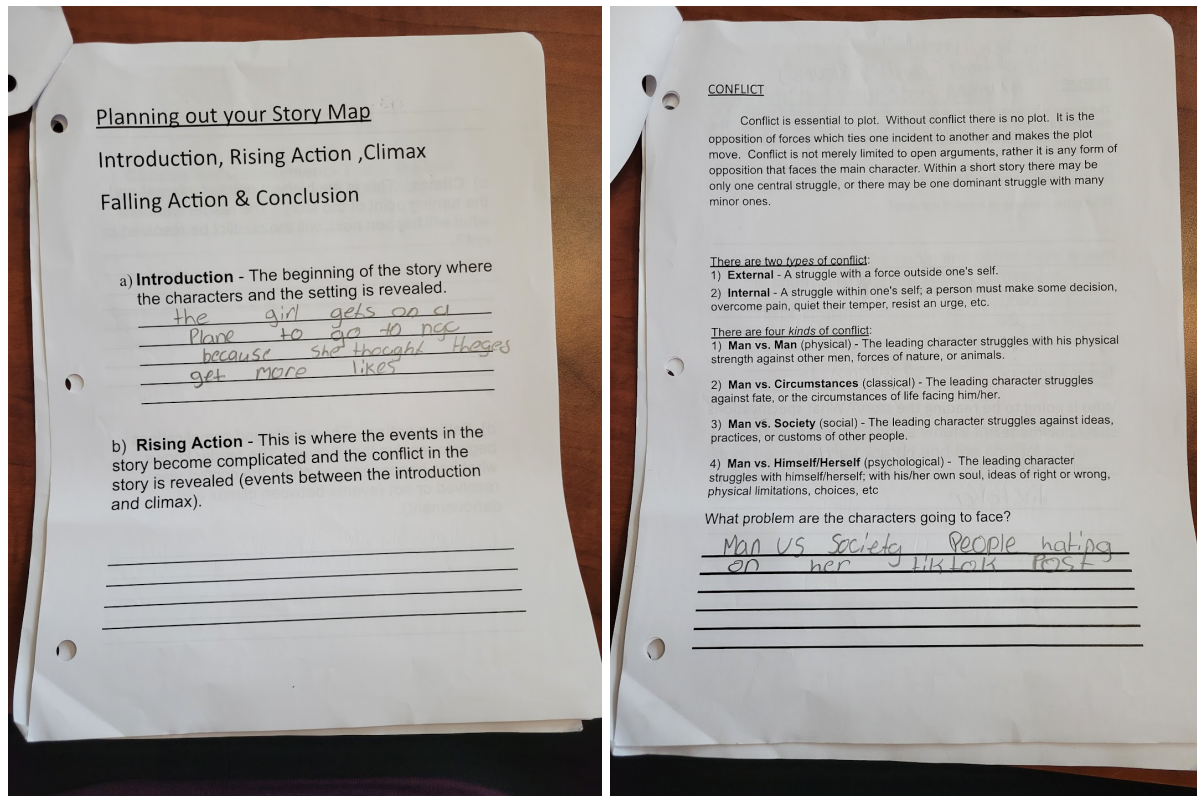 Planning out your Story Map
Introduction, Rising Action ,Climax
Falling Action & Conclusion
a) Introduction - The beginning of the story where
the characters and the setting is revealed.
the girl gets on a
Plane to go to
because she thought
get more likes
b) Rising Action - This is where the events in the
story become complicated and the conflict in the
story is revealed (events between the introduction
and climax).
CONFLICT
Conflict is essential to plot. Without conflict there is no plot. It is the
opposition of forces which ties one incident to another and makes the plot
move. Conflict is not merely limited to open arguments, rather it is any form of
opposition that faces the main character. Within a short story there may be
only one central struggle, or there may be one dominant struggle with many
minor ones.
There are two types of conflict:
1) External - A struggle with a force outside one's self.
2) Internal - A struggle within one's self; a person must make some decision,
overcome pain, quiet their temper, resist an urge, etc.
There are four kinds of conflict:
1) Man vs. Man (physical) - The leading character struggles with his physical
strength against other men, forces of nature, or animals.
2) Man vs. Circumstances (classical) - The leading character struggles
against fate, or the circumstances of life facing him/her.
3) Man vs. Society (social) - The leading character struggles against ideas,
practices, or customs of other people.
4) Man vs. Himself/Herself (psychological) - The leading character
struggles with himself/herself; with his/her own soul, ideas of right or wrong,
physical limitations, choices, etc
What problem are the characters going to face?
Man vs Society People hating
on her tiktok Post